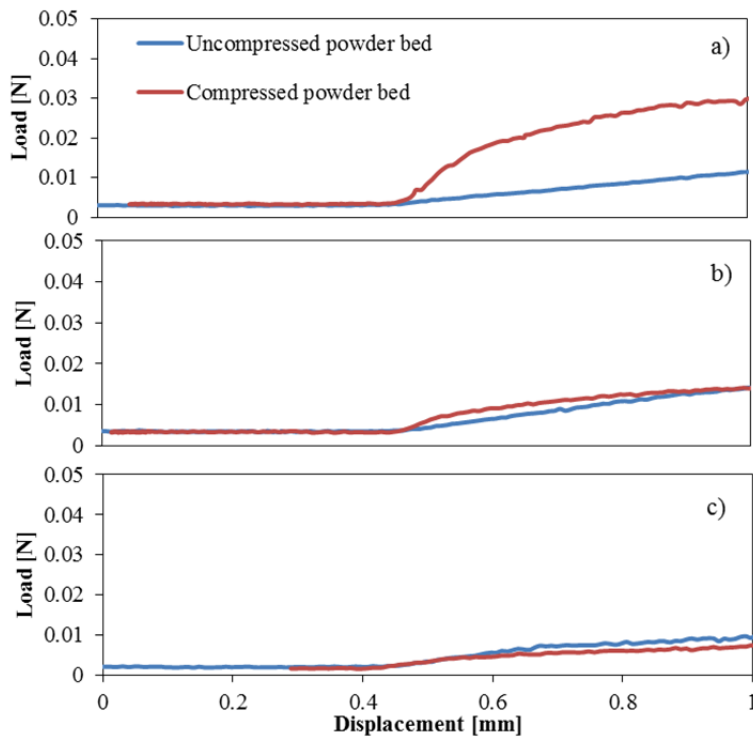 0.05
Uncompressed powder bed
a)
0.04
Compressed powder bed
0.03
0.02
0.01
0
Load [N]
0.05
b)
0.04
0.03
0.02
0.01
0
Load [N]
0.05
c)
0.04
0.03
0.02
0.01
0
Load [N]
0 0.2 0.4 0.6 0.8 1
Displacement [mm]